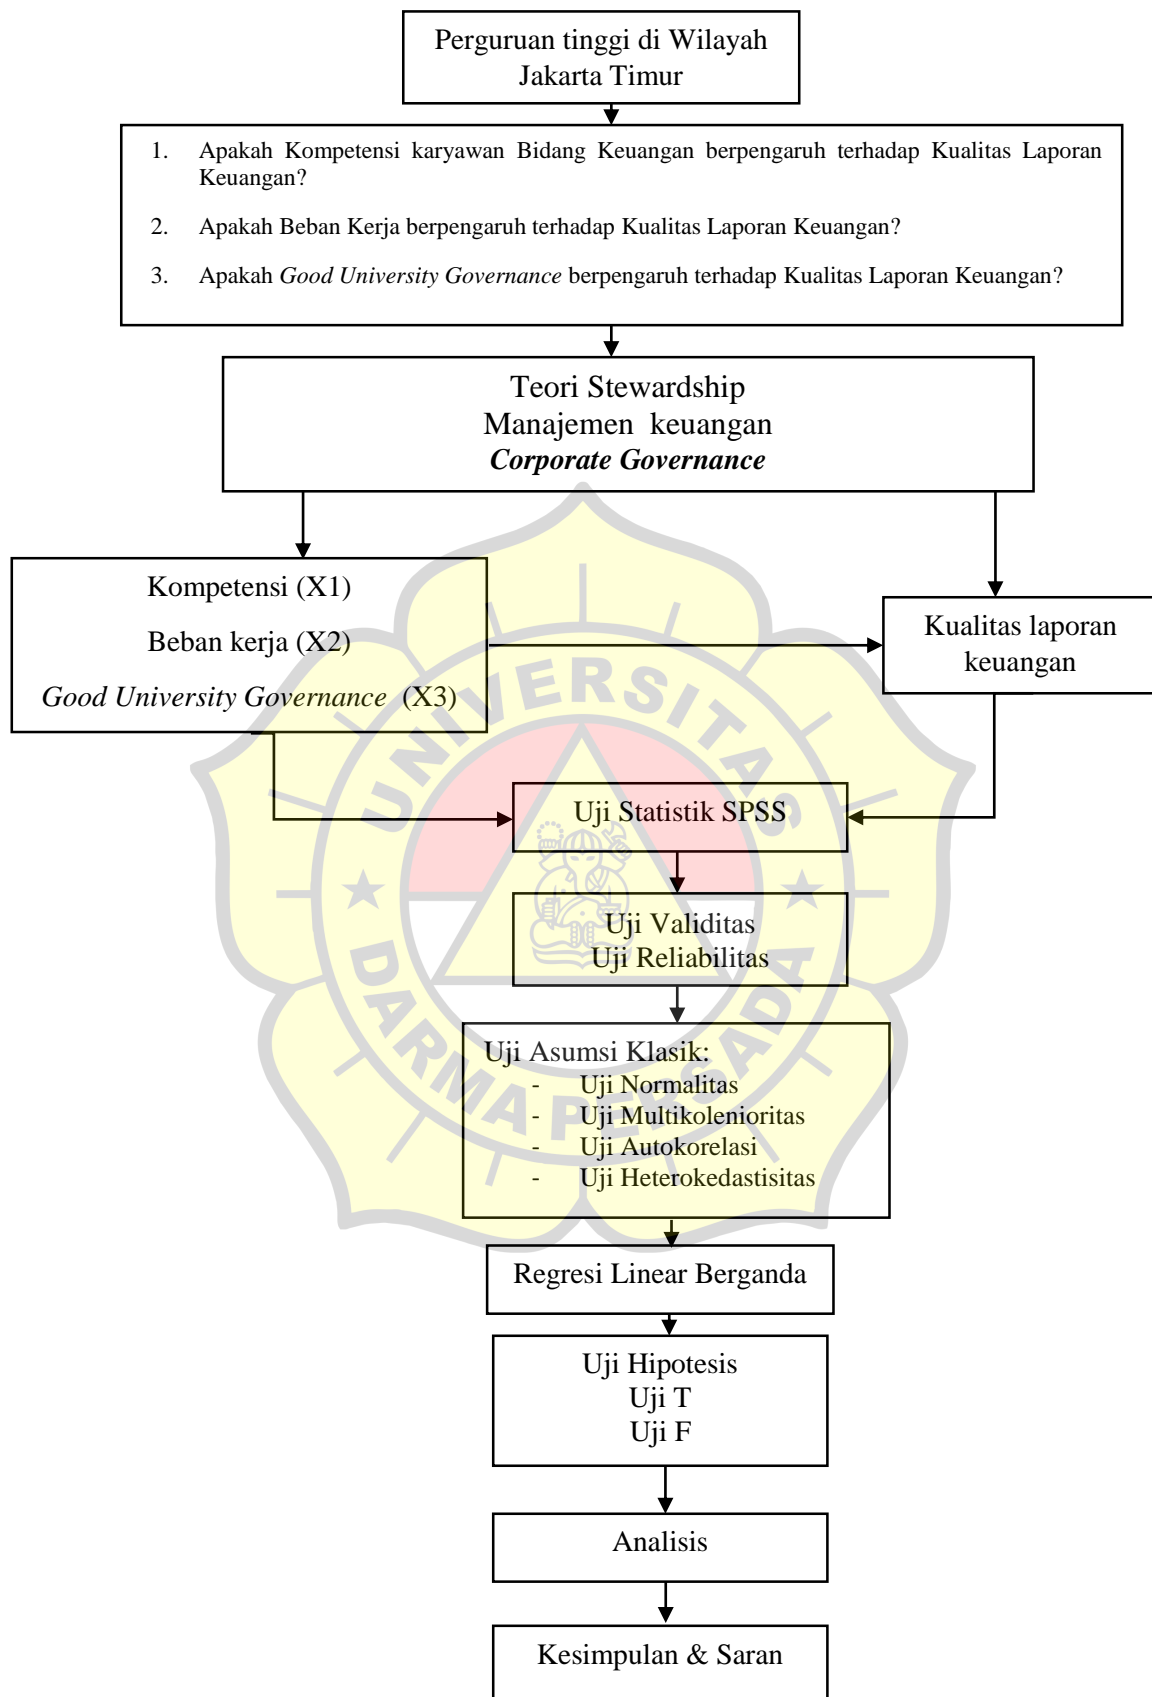 Perguruan tinggi di Wilayah
Jakarta Timur
1. Apakah Kompetensi karyawan Bidang Keuangan berpengaruh terhadap Kualitas Laporan
Keuangan?
2. Apakah Beban Kerja berpengaruh terhadap Kualitas Laporan Keuangan?
3. Apakah Good University Governance berpengaruh terhadap Kualitas Laporan Keuangan?
Teori Stewardship
Manajemen keuangan
Corporate Governance
Kompetensi (X1)
Beban kerja (X2)
Good University Governance (X3)
Kualitas laporan
keuangan
UNIVERSITAS
DARMA PERSADA
Uji Statistik SPSS
Uji Validitas
Uji Reliabilitas
Uji Asumsi Klasik:
- Uji Normalitas
- Uji Multikolenioritas
- Uji Autokorelasi
- Uji Heterokedastisitas
Regresi Linear Berganda
Uji Hipotesis
Uji T
Uji F
Analisis
Kesimpulan & Saran